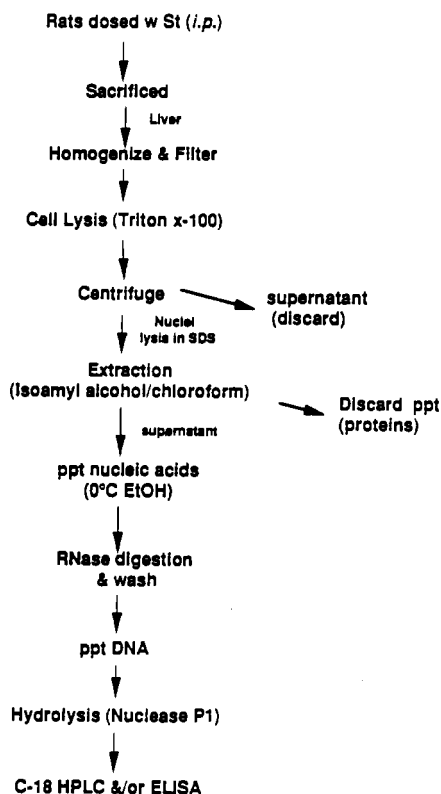 Rats dosed w St (i.p.)
Sacrificed
Liver
Homogenize & Filter
Cell Lysis (Triton x-100)
Centrifuge
supernatant
(discard)
Nuclei
lysis in SDS
Extraction
(Isoamyl alcohol/chloroform)
Discard ppt
(proteins)
supernatant
ppt nucleic acids
(0°C EtOH)
RNase digestion
& wash
ppt DNA
Hydrolysis (Nuclease P1)
C-18 HPLC &/or ELISA